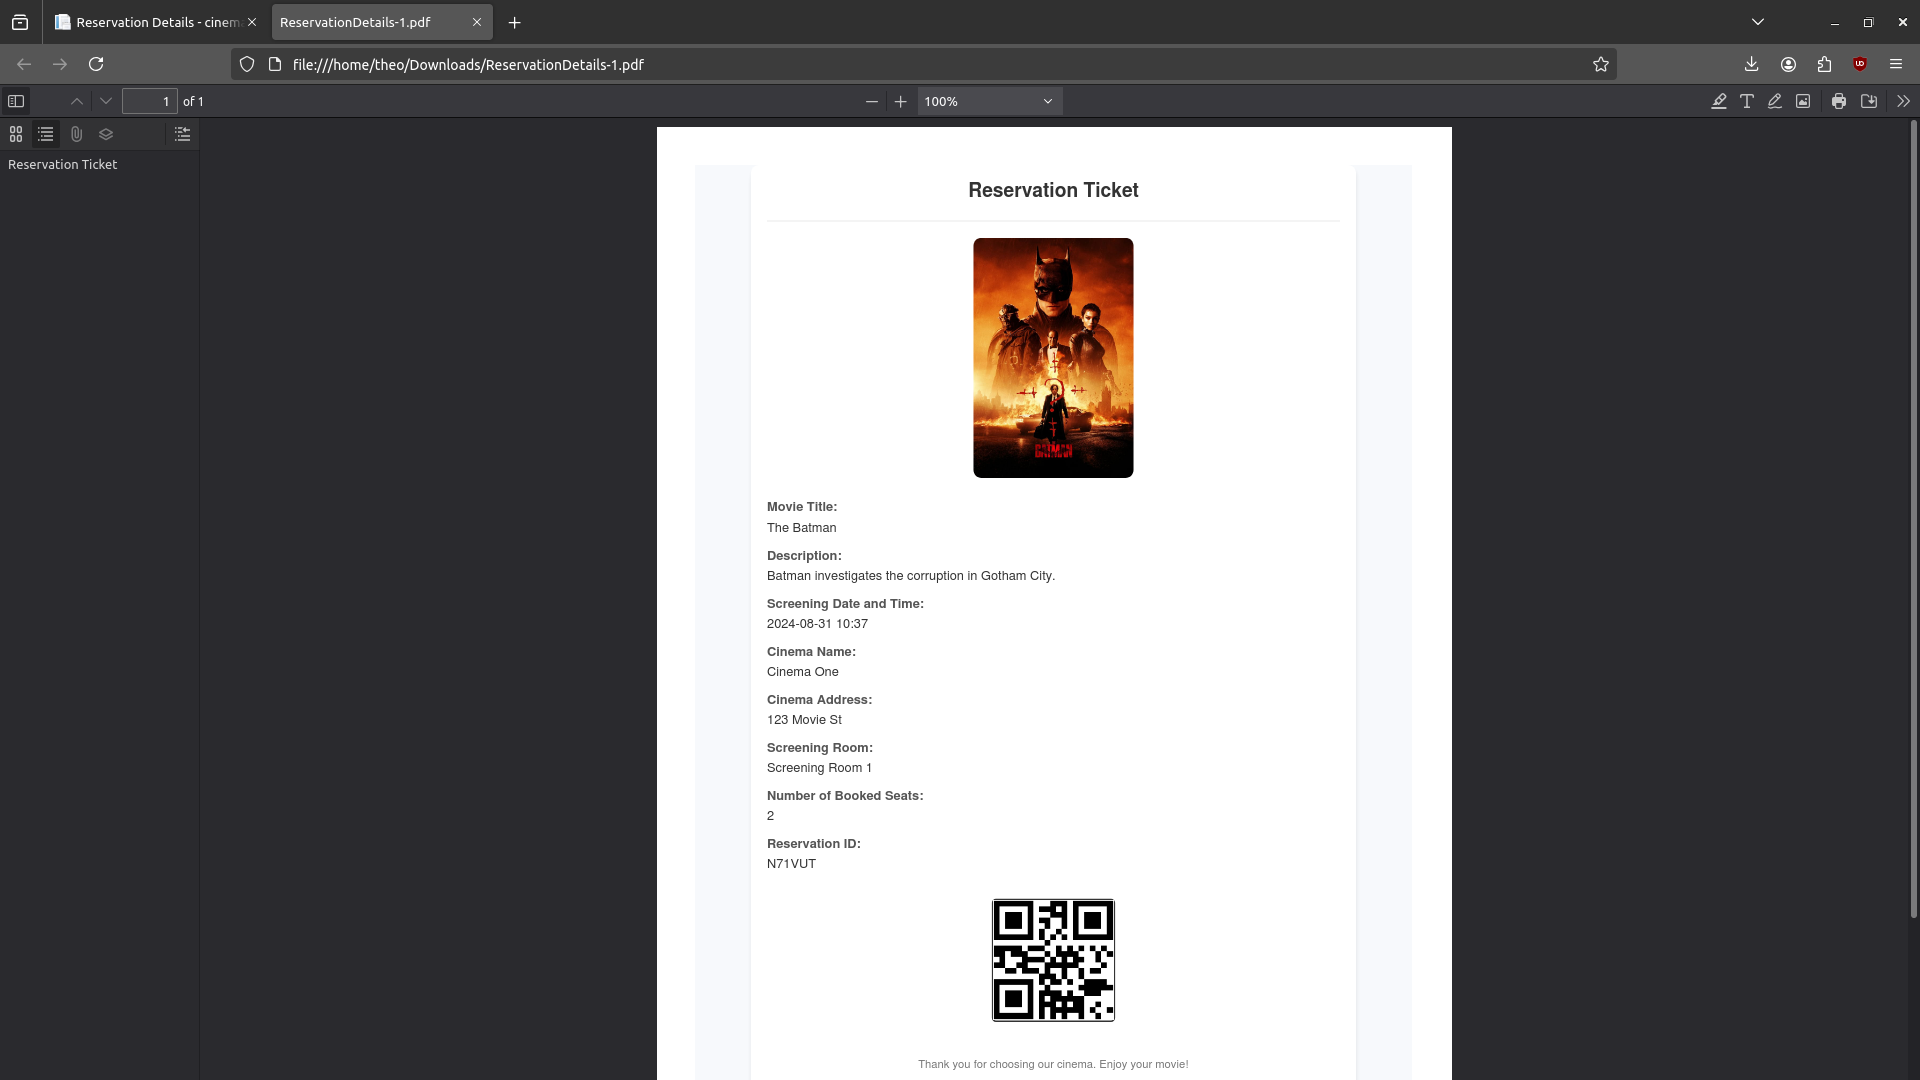 Reservation Details - cinem
ReservationDetails-1.pdf
file:///home/theo/Downloads/ReservationDetails-1.pdf
1 of 1
100%
Reservation Ticket
Reservation Ticket
BATMAN
Movie Title:
The Batman
Description:
Batman investigates the corruption in Gotham City.
Screening Date and Time:
2024-08-31 10:37
Cinema Name:
Cinema One
Cinema Address:
123 Movie St
Screening Room:
Screening Room 1
Number of Booked Seats:
2
Reservation ID:
N71VUT
Thank you for choosing our cinema. Enjoy your movie!